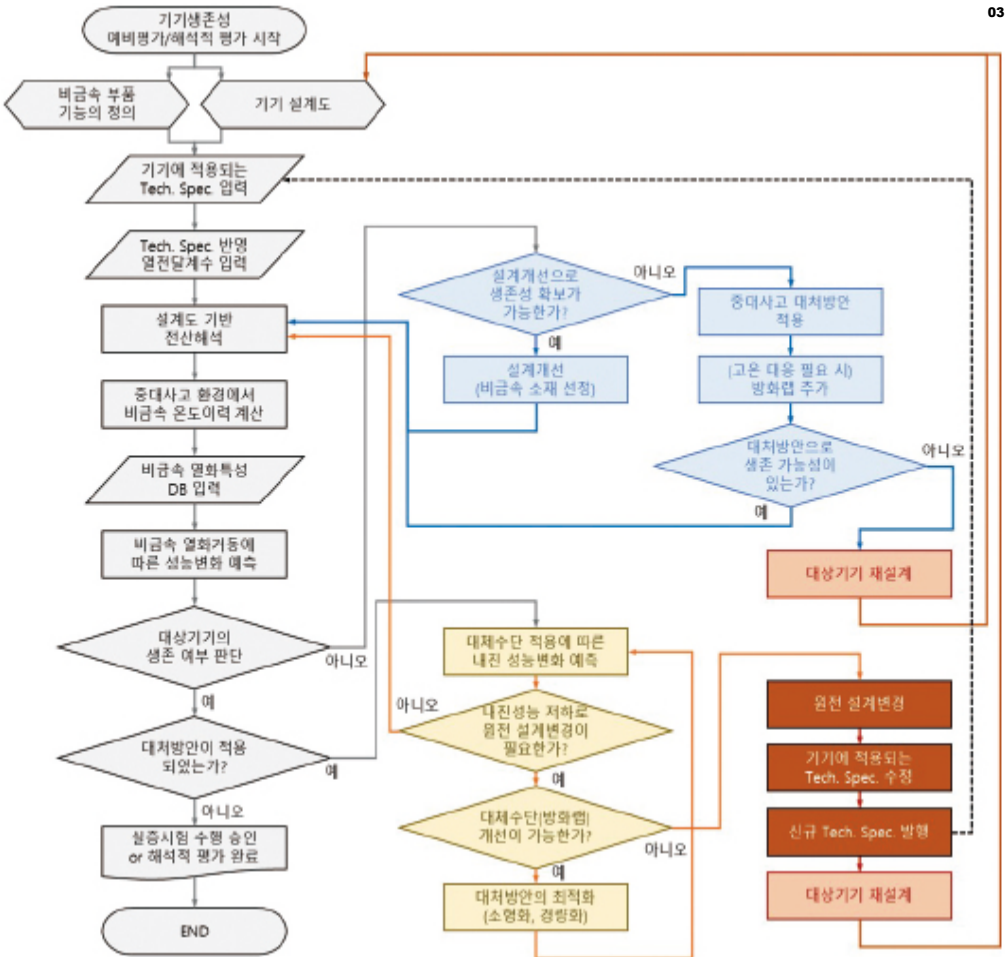 03
기기생존성
예비평가/해석적 평가 시작
비금속 부품
기능의 정의
기기 설계도
기기에 적용되는
Tech. Spec. 입력
Tech. Spec. 반영
열전달계수 입력
설계도 기반
전산해석
중대사고 환경에서
비금속 온도이력 계산
비금속 열화특성
DB 입력
비금속 열화거동에
따른 성능변화 예측
대상기기의
생존 여부 판단
아니오
예
대처방안이 적용
되었는가?
예
아니오
실증시험 수행 승인
or 해석적 평가 완료
END
설계개선으로
생존성 확보가
가능한가?
아니오
예
설계개선
(비금속 소재 선정)
중대사고 대처방안
적용
(고온 대응 필요 시)
방화랩 추가
대처방안으로
생존 가능성이
있는가?
아니오
예
대상기기 재설계
대체수단 적용에 따른
내진 성능변화 예측
아니오
내진성능 저하로
원전 설계변경이
필요한가?
예
대체수단|방화랩|
개선이 가능한가?
아니오
예
대처방안의 최적화
(소형화, 경량화)
원전 설계변경
기기에 적용되는
Tech. Spec. 수정
신규 Tech. Spec. 발행
대상기기 재설계